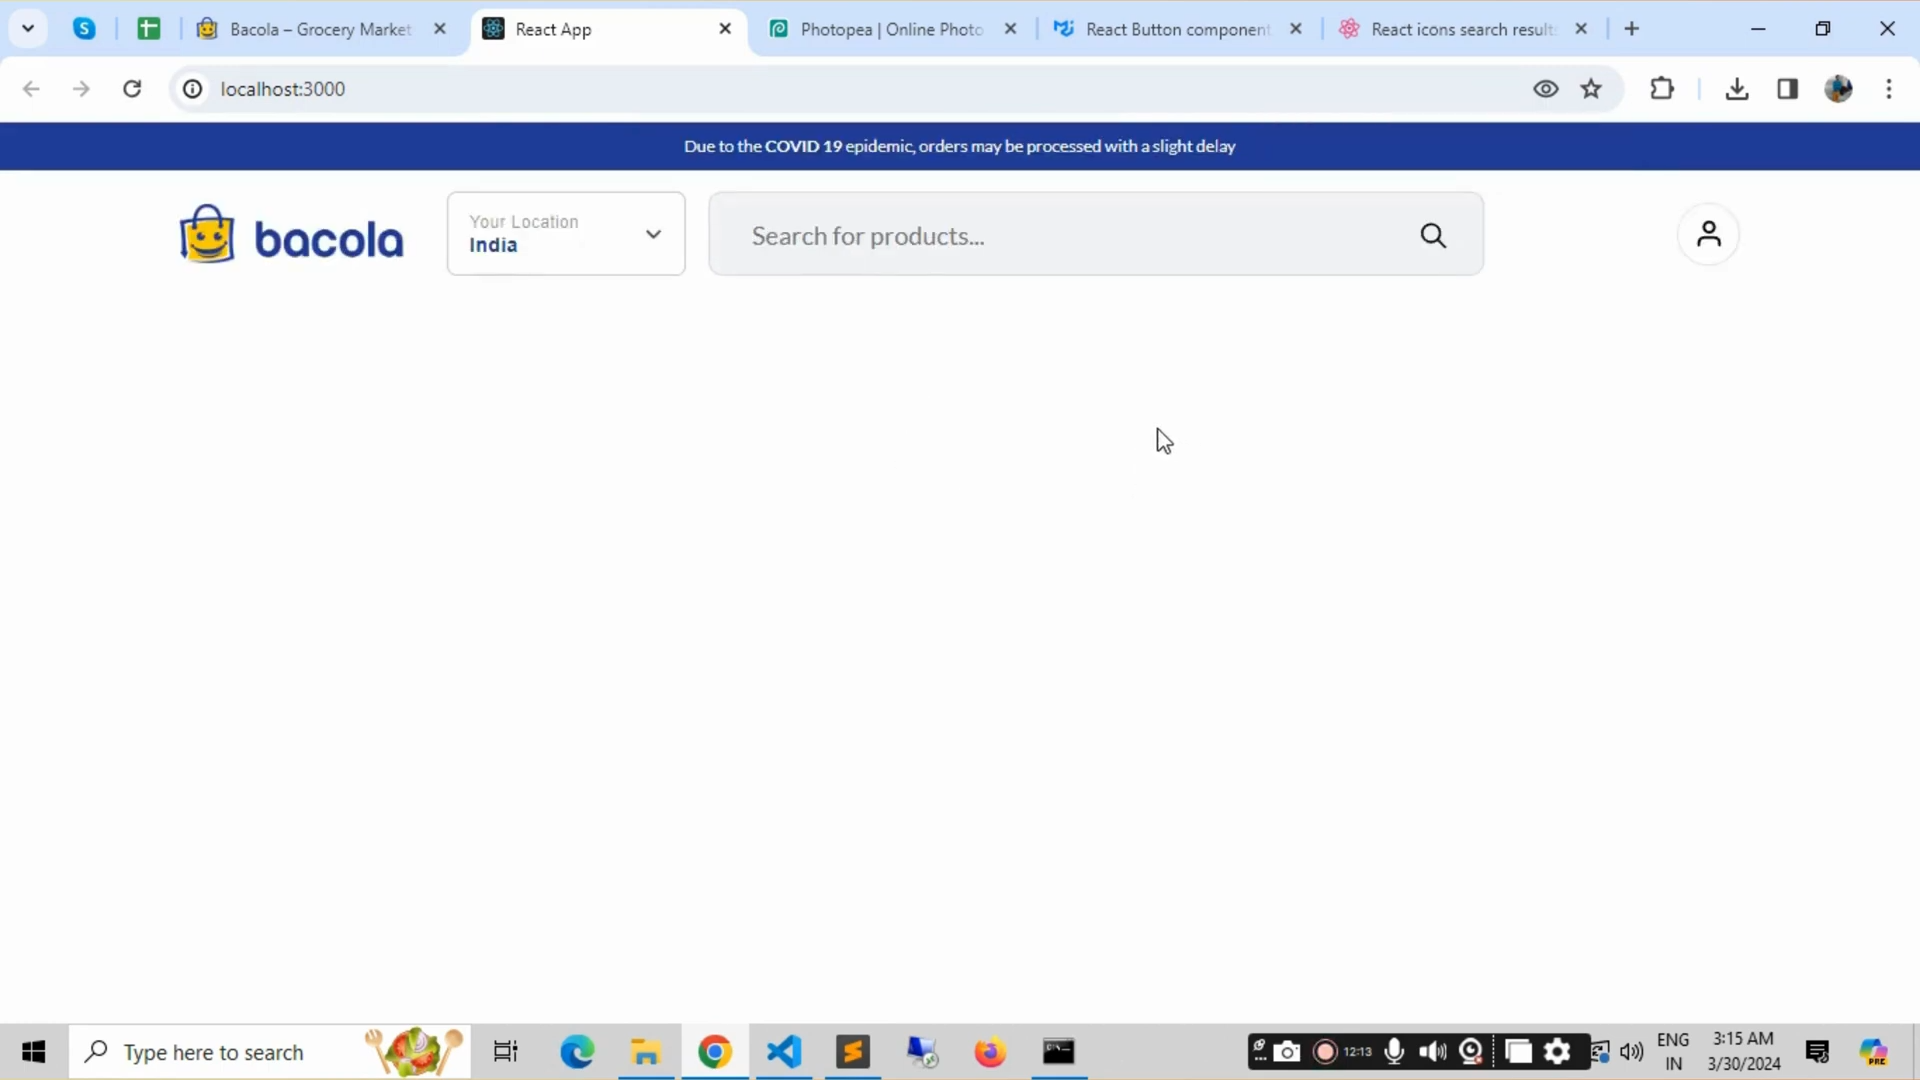 Bacola – Grocery Market
React App
Photopea | Online Photo
React Button component
React icons search result
localhost:3000
Due to the COVID 19 epidemic, orders may be processed with a slight delay
bacola
Your Location
India
Search for products...
Type here to search
12:13
ENG
IN
3:15 AM
3/30/2024
PRE